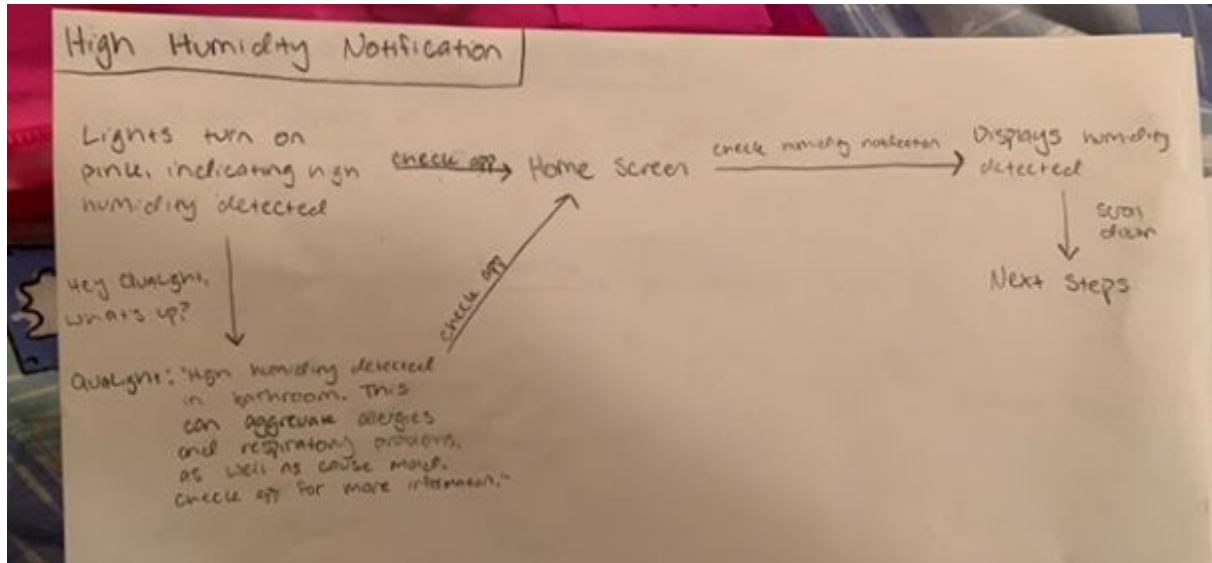 High Humidity Notification
Lights turn on
pink, indicating high
humidity detected
check app
Home Screen
check humidity notification
Displays humidity
detected
scroll
down
Next Steps
Hey QuaLight,
what's up?
check app
QuaLight: "High humidity detected
in bathroom. This
can aggrevate allergies
and respiratory problems,
as well as cause mold.
Check app for more information."